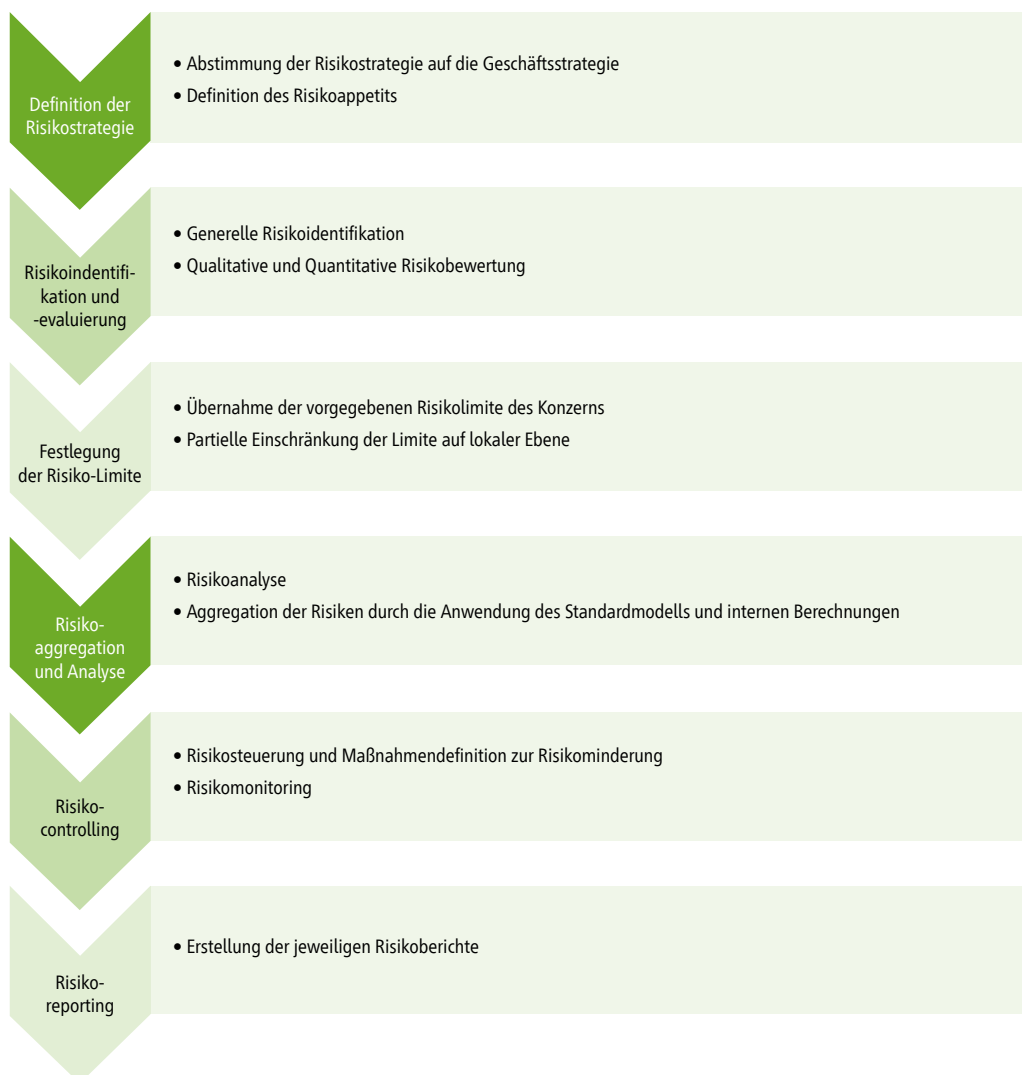 Definition der
Risikostrategie
• Abstimmung der Risikostrategie auf die Geschäftsstrategie
• Definition des Risikoappetits
Risikoindentifi-
kation und
-evaluierung
• Generelle Risikoidentifikation
• Qualitative und Quantitative Risikobewertung
Festlegung
der Risiko-Limite
• Übernahme der vorgegebenen Risikolimite des Konzerns
• Partielle Einschränkung der Limite auf lokaler Ebene
Risiko-
aggregation
und Analyse
• Risikoanalyse
• Aggregation der Risiken durch die Anwendung des Standardmodells und internen Berechnungen
Risiko-
controlling
• Risikosteuerung und Maßnahmendefinition zur Risikominderung
• Risikomonitoring
Risiko-
reporting
• Erstellung der jeweiligen Risikoberichte